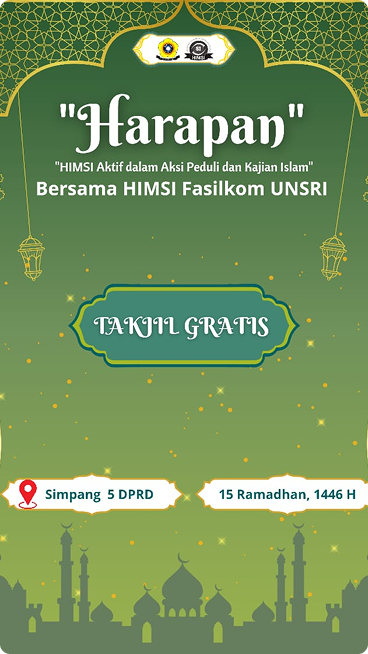 HIMSI
"Harapan"
"HIMSI Aktif dalam Aksi Peduli dan Kajian Islam"
Bersama HIMSI Fasilkom UNSRI
TAKJIL GRATIS
Simpang 5 DPRD
15 Ramadhan, 1446 H